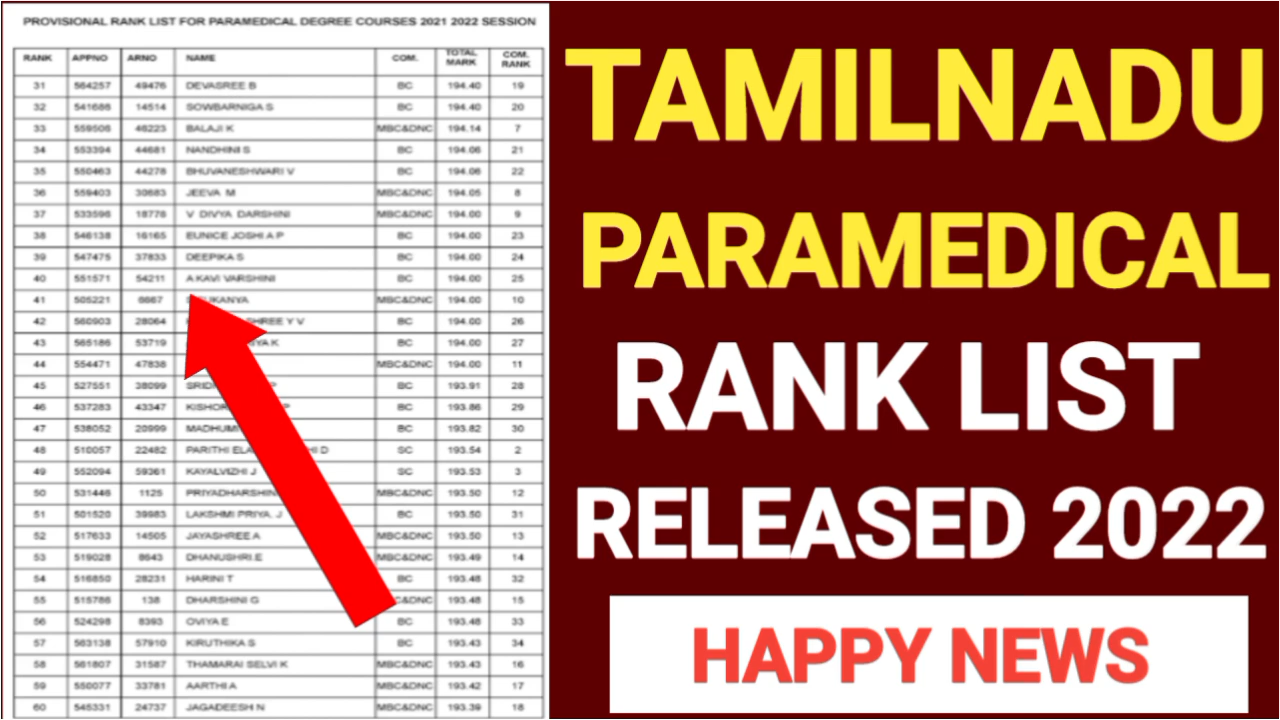 PROVISIONAL RANK LIST FOR PARAMEDICAL DEGREE COURSES 2021 2022 SESSION
RANK APPNO ARNO NAME COM. TOTAL MARK COM. RANK
31 564257 49476 DEVASREE B BC 194.40 19
32 541686 14514 SOWBARNIGA S BC 194.40 20
33 559506 46223 BALAJI K MBC&DNC 194.14 7
34 553394 44681 NANDHINI S BC 194.06 21
35 550463 44278 BHUVANESHWARI V BC 194.06 22
36 559403 30683 JEEVA M MBC&DNC 194.05 8
37 533596 18776 V DIVYA DARSHINI MBC&DNC 194.00 9
38 546138 16165 EUNICE JOSHI A P BC 194.00 23
39 547475 37833 DEEPIKA S BC 194.00 24
40 551571 54211 A KAVI VARSHINI BC 194.00 25
41 505221 6667 MBC&DNC 194.00 10
42 560903 28064 Y V BC 194.00 26
43 565186 53719 K BC 194.00 27
44 554471 47836 MBC&DNC 194.00 11
45 527551 38099 P BC 193.91 28
46 537283 43347 P BC 193.86 29
47 538052 20999 BC 193.82 30
48 510057 22482 PARITHI D SC 193.54 2
49 552094 59361 KAYALVIZHI J SC 193.53 3
50 531446 1125 MBC&DNC 193.50 12
51 501520 39983 LAKSHMI PRIYA. J BC 193.50 31
52 517633 14505 JAYASHREE A MBC&DNC 193.50 13
53 519028 8643 DHANUSHRI.E MBC&DNC 193.49 14
54 516850 28231 HARINI T BC 193.48 32
55 515786 138 DHARSHINI G 193.48 15
56 524298 8393 OVIYA E BC 193.48 33
57 563138 57910 KIRUTHIKA S BC 193.43 34
58 561807 31587 THAMARAI SELVI K MBC&DNC 193.43 16
59 550077 33781 AARTHI A MBC&DNC 193.42 17
60 545331 24737 JAGADEESH N MBC&DNC 193.39 18
TAMILNADU
PARAMEDICAL
RANK LIST
RELEASED 2022
HAPPY NEWS